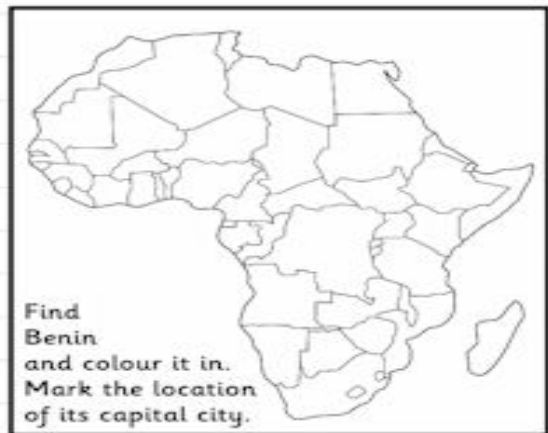 Find
Benin
and colour it in.
Mark the location
of its capital city.